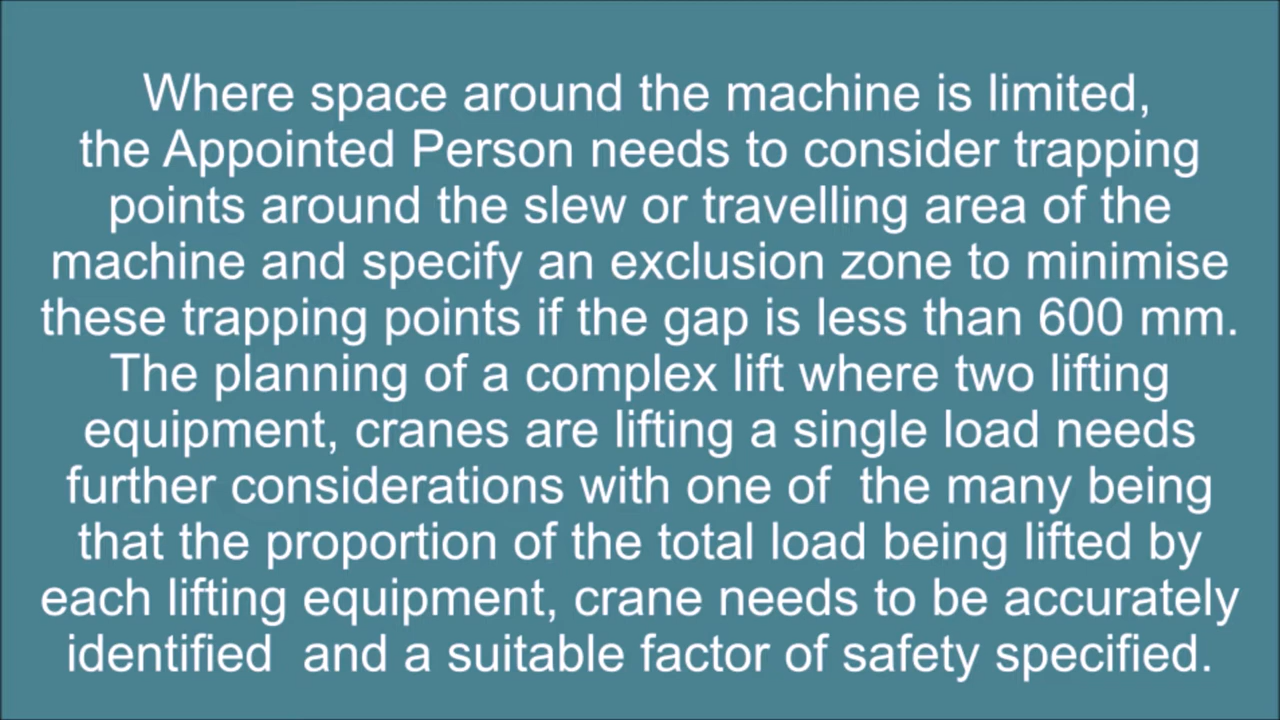 Where space around the machine is limited,
the Appointed Person needs to consider trapping
points around the slew or travelling area of the
machine and specify an exclusion zone to minimise
these trapping points if the gap is less than 600 mm.
The planning of a complex lift where two lifting
equipment, cranes are lifting a single load needs
further considerations with one of  the many being
that the proportion of the total load being lifted by
each lifting equipment, crane needs to be accurately
identified  and a suitable factor of safety specified.